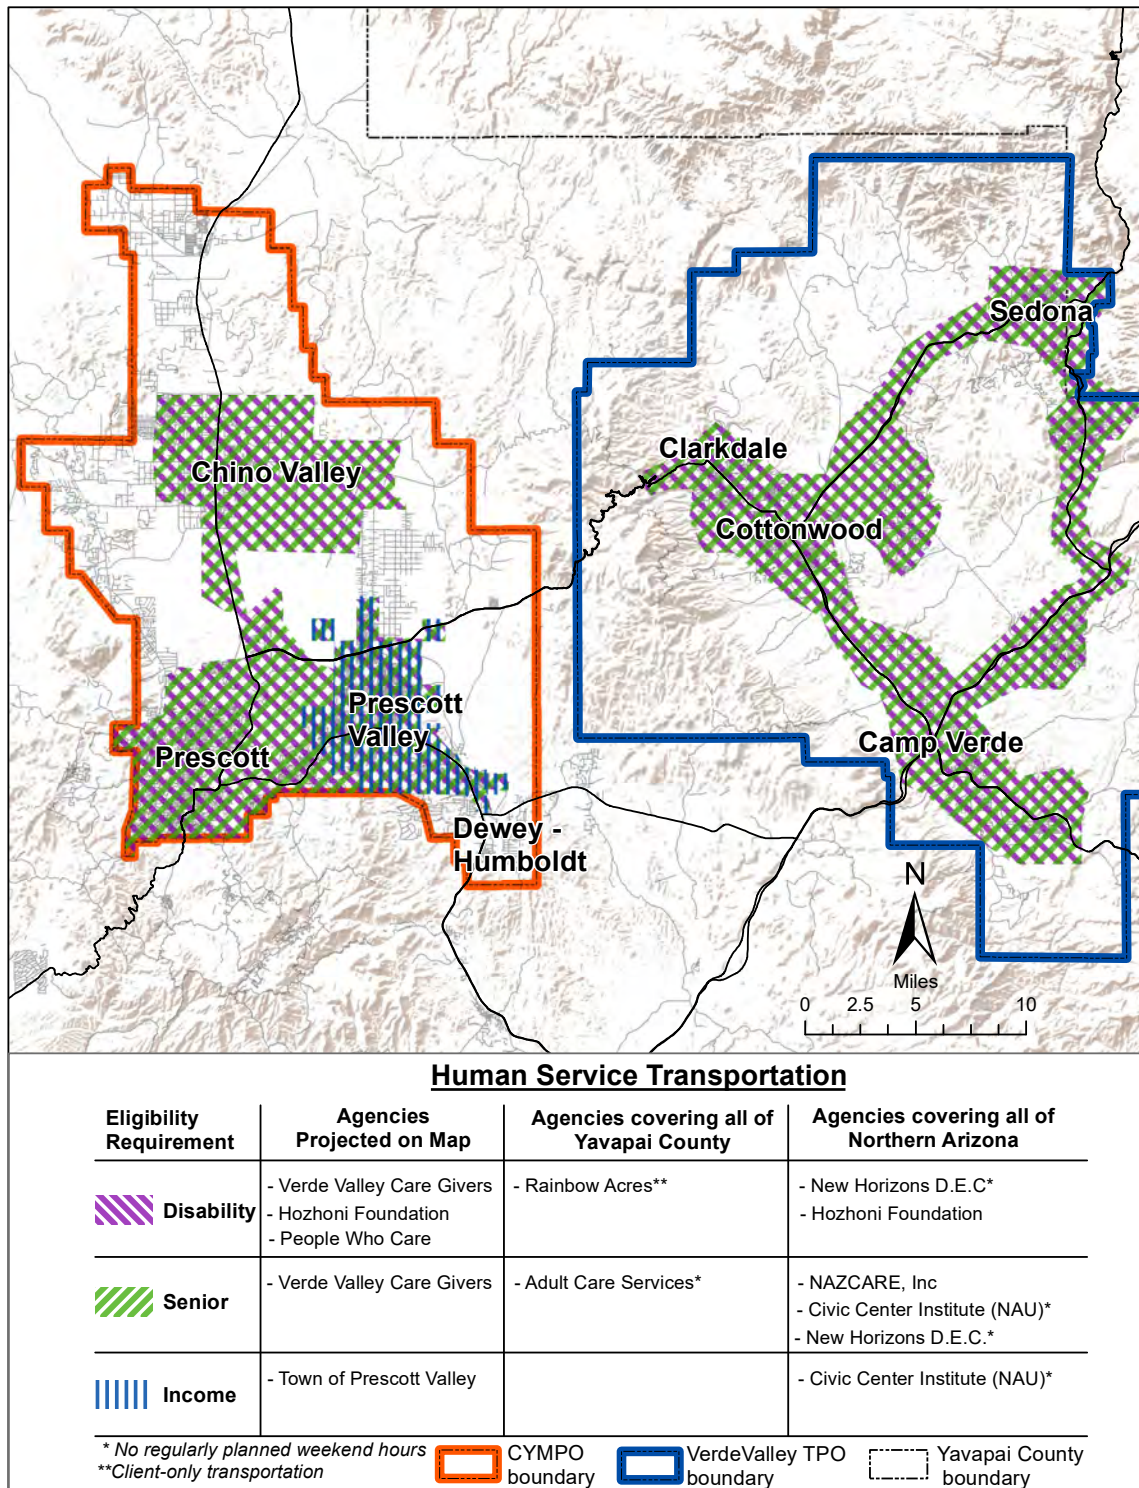 Sedona
Clarkdale
Chino Valley
Cottonwood
Prescott
Valley
Prescott
Camp Verde
Dewey -
Humboldt
N
Miles
0 2.5 5 10
Human Service Transportation
Eligibility
Requirement
Agencies
Projected on Map
Agencies covering all of
Yavapai County
Agencies covering all of
Northern Arizona
Disability
- Verde Valley Care Givers
- Hozhoni Foundation
- People Who Care
- Rainbow Acres**
- New Horizons D.E.C*
- Hozhoni Foundation
Senior
- Verde Valley Care Givers
- Adult Care Services*
- NAZCARE, Inc
- Civic Center Institute (NAU)*
- New Horizons D.E.C.*
Income
- Town of Prescott Valley
- Civic Center Institute (NAU)*
* No regularly planned weekend hours
**Client-only transportation
CYMPO
boundary
VerdeValley TPO
boundary
Yavapai County
boundary